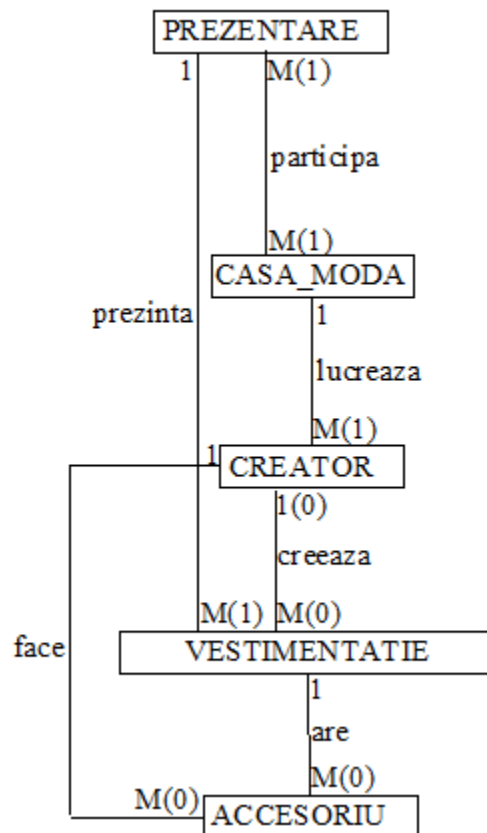 PREZENTARE
1 M(1)
participa
M(1)
CASA_MODA
1
prezinta
lucreaza
M(1)
1 CREATOR
1(0)
creeaza
M(1) M(0)
face
VESTIMENTATIE
1
are
M(0)
M(0) ACCESORIU